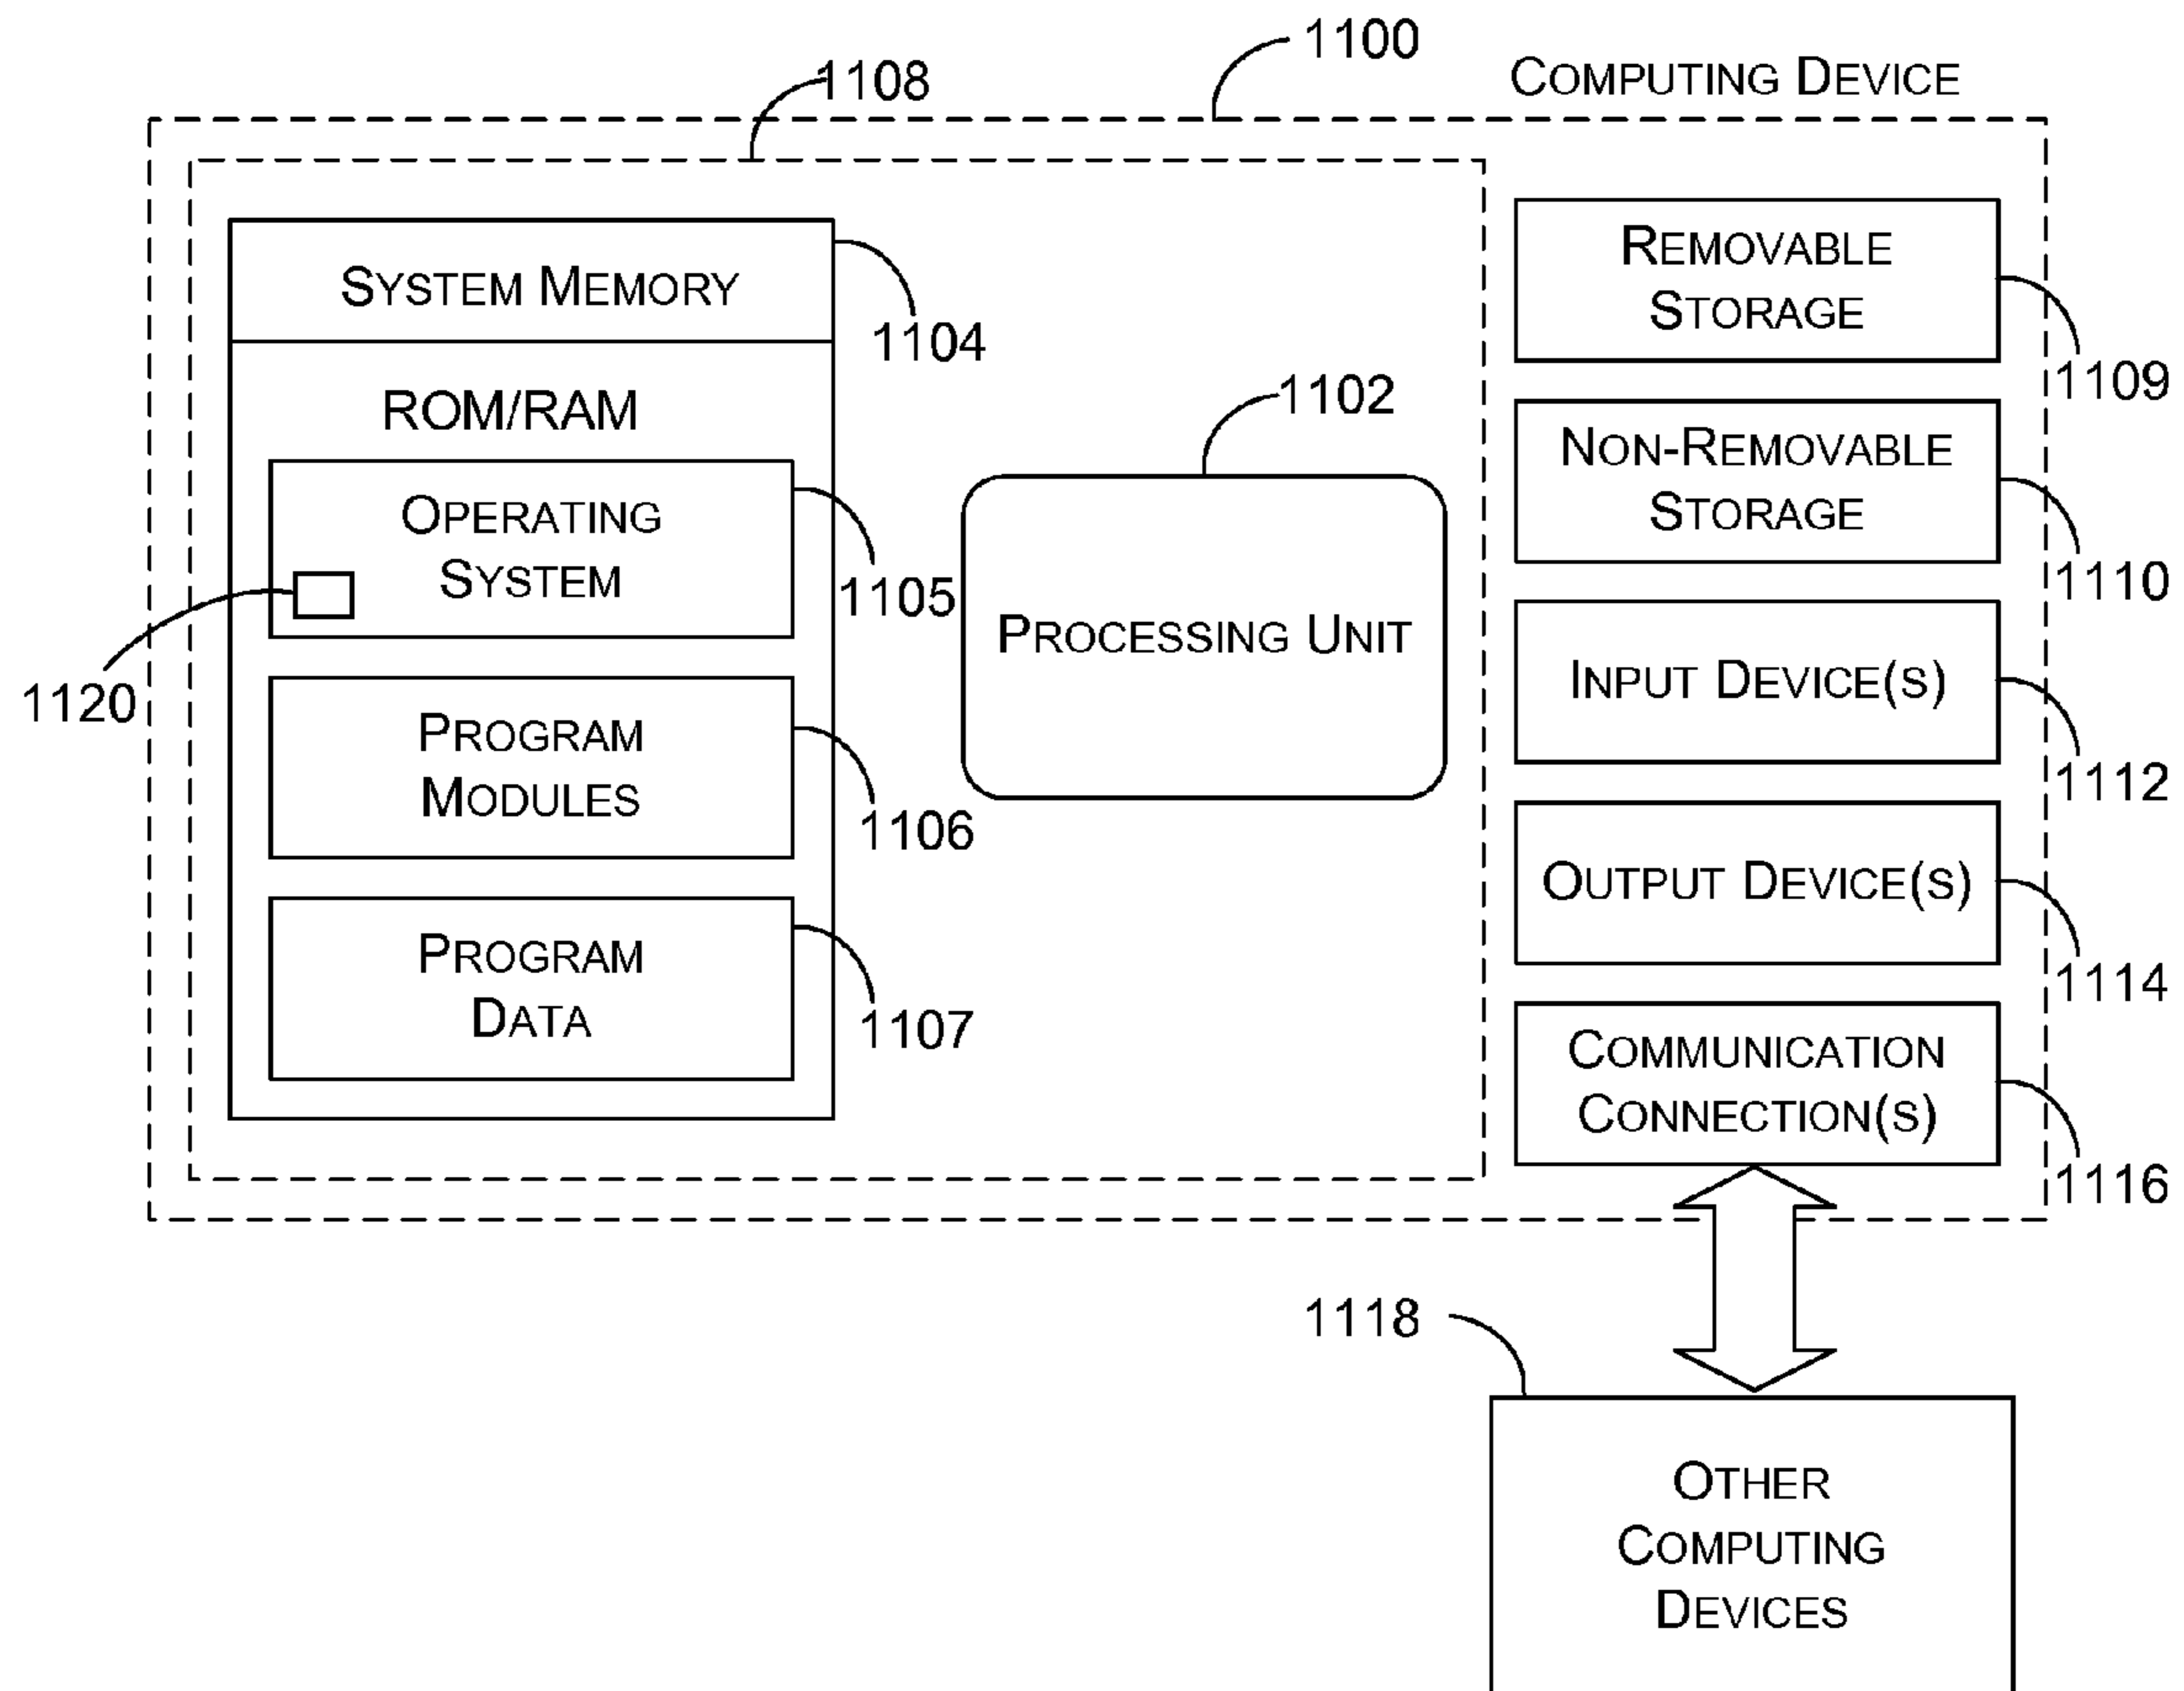 1100
COMPUTING DEVICE
1108
SYSTEM MEMORY
1104
ROM/RAM
OPERATING
SYSTEM
1105
1120
PROGRAM
MODULES
1106
PROGRAM
DATA
1107
1102
PROCESSING UNIT
REMOVABLE
STORAGE
1109
NON-REMOVABLE
STORAGE
1110
INPUT DEVICE(S)
1112
OUTPUT DEVICE(S)
1114
COMMUNICATION
CONNECTION(S)
1116
1118
OTHER
COMPUTING
DEVICES